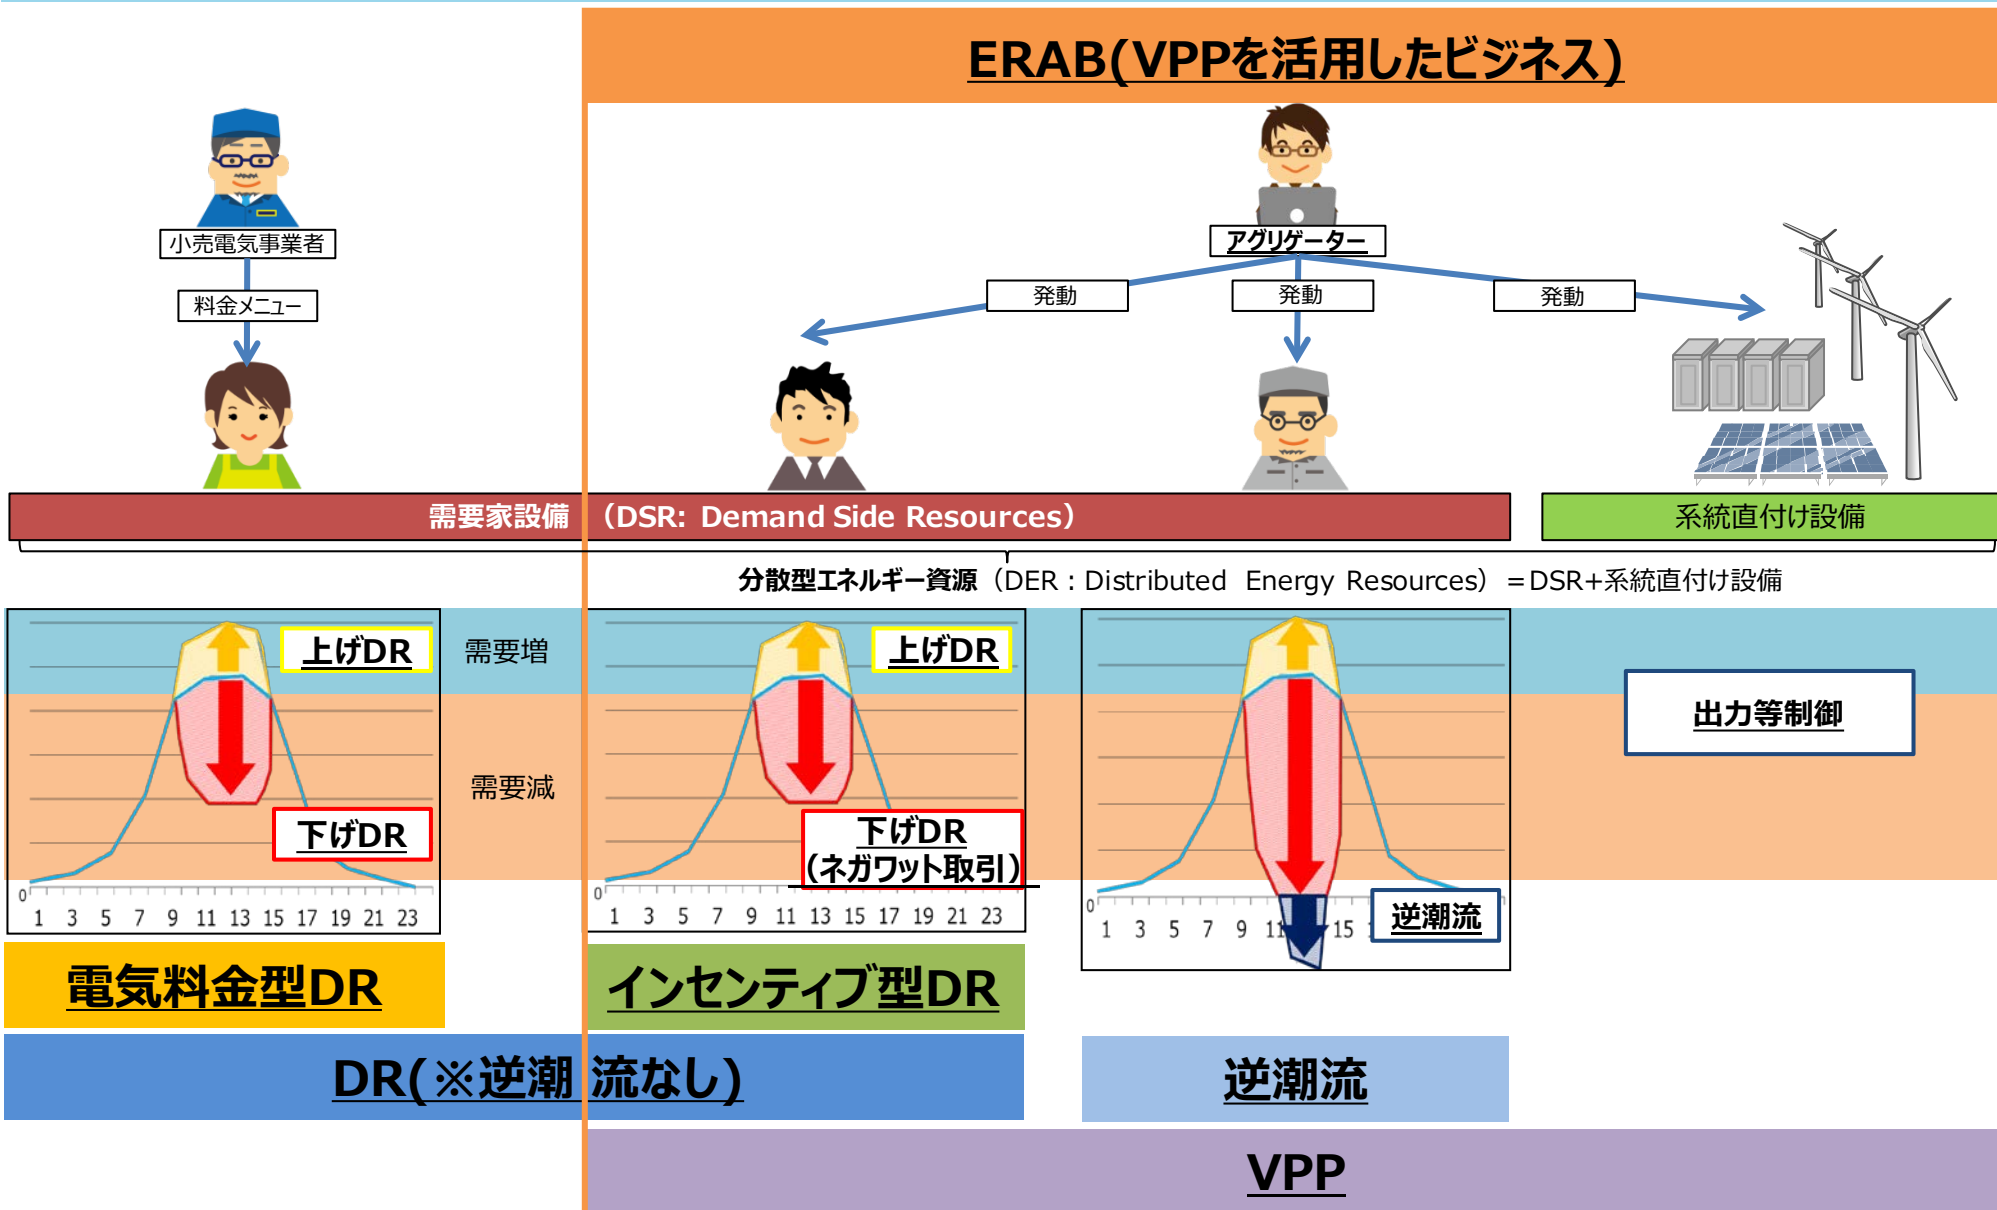 ERAB(VPPを活用したビジネス)
小売電気事業者
アグリゲーター
料金メニュー
発動
発動
発動
需要家設備 （DSR: Demand Side Resources）
系統直付け設備
分散型エネルギー資源（DER：Distributed Energy Resources）＝DSR+系統直付け設備
上げDR
需要増
需要減
下げDR
0
1 3 5 7 9 11 13 15 17 19 21 23
上げDR
下げDR
（ネガワット取引）
0
1 3 5 7 9 11 13 15 17 19 21 23
逆潮流
0
1 3 5 7 9 11 15
出力等制御
電気料金型DR
インセンティブ型DR
DR(※逆潮流なし)
逆潮流
VPP